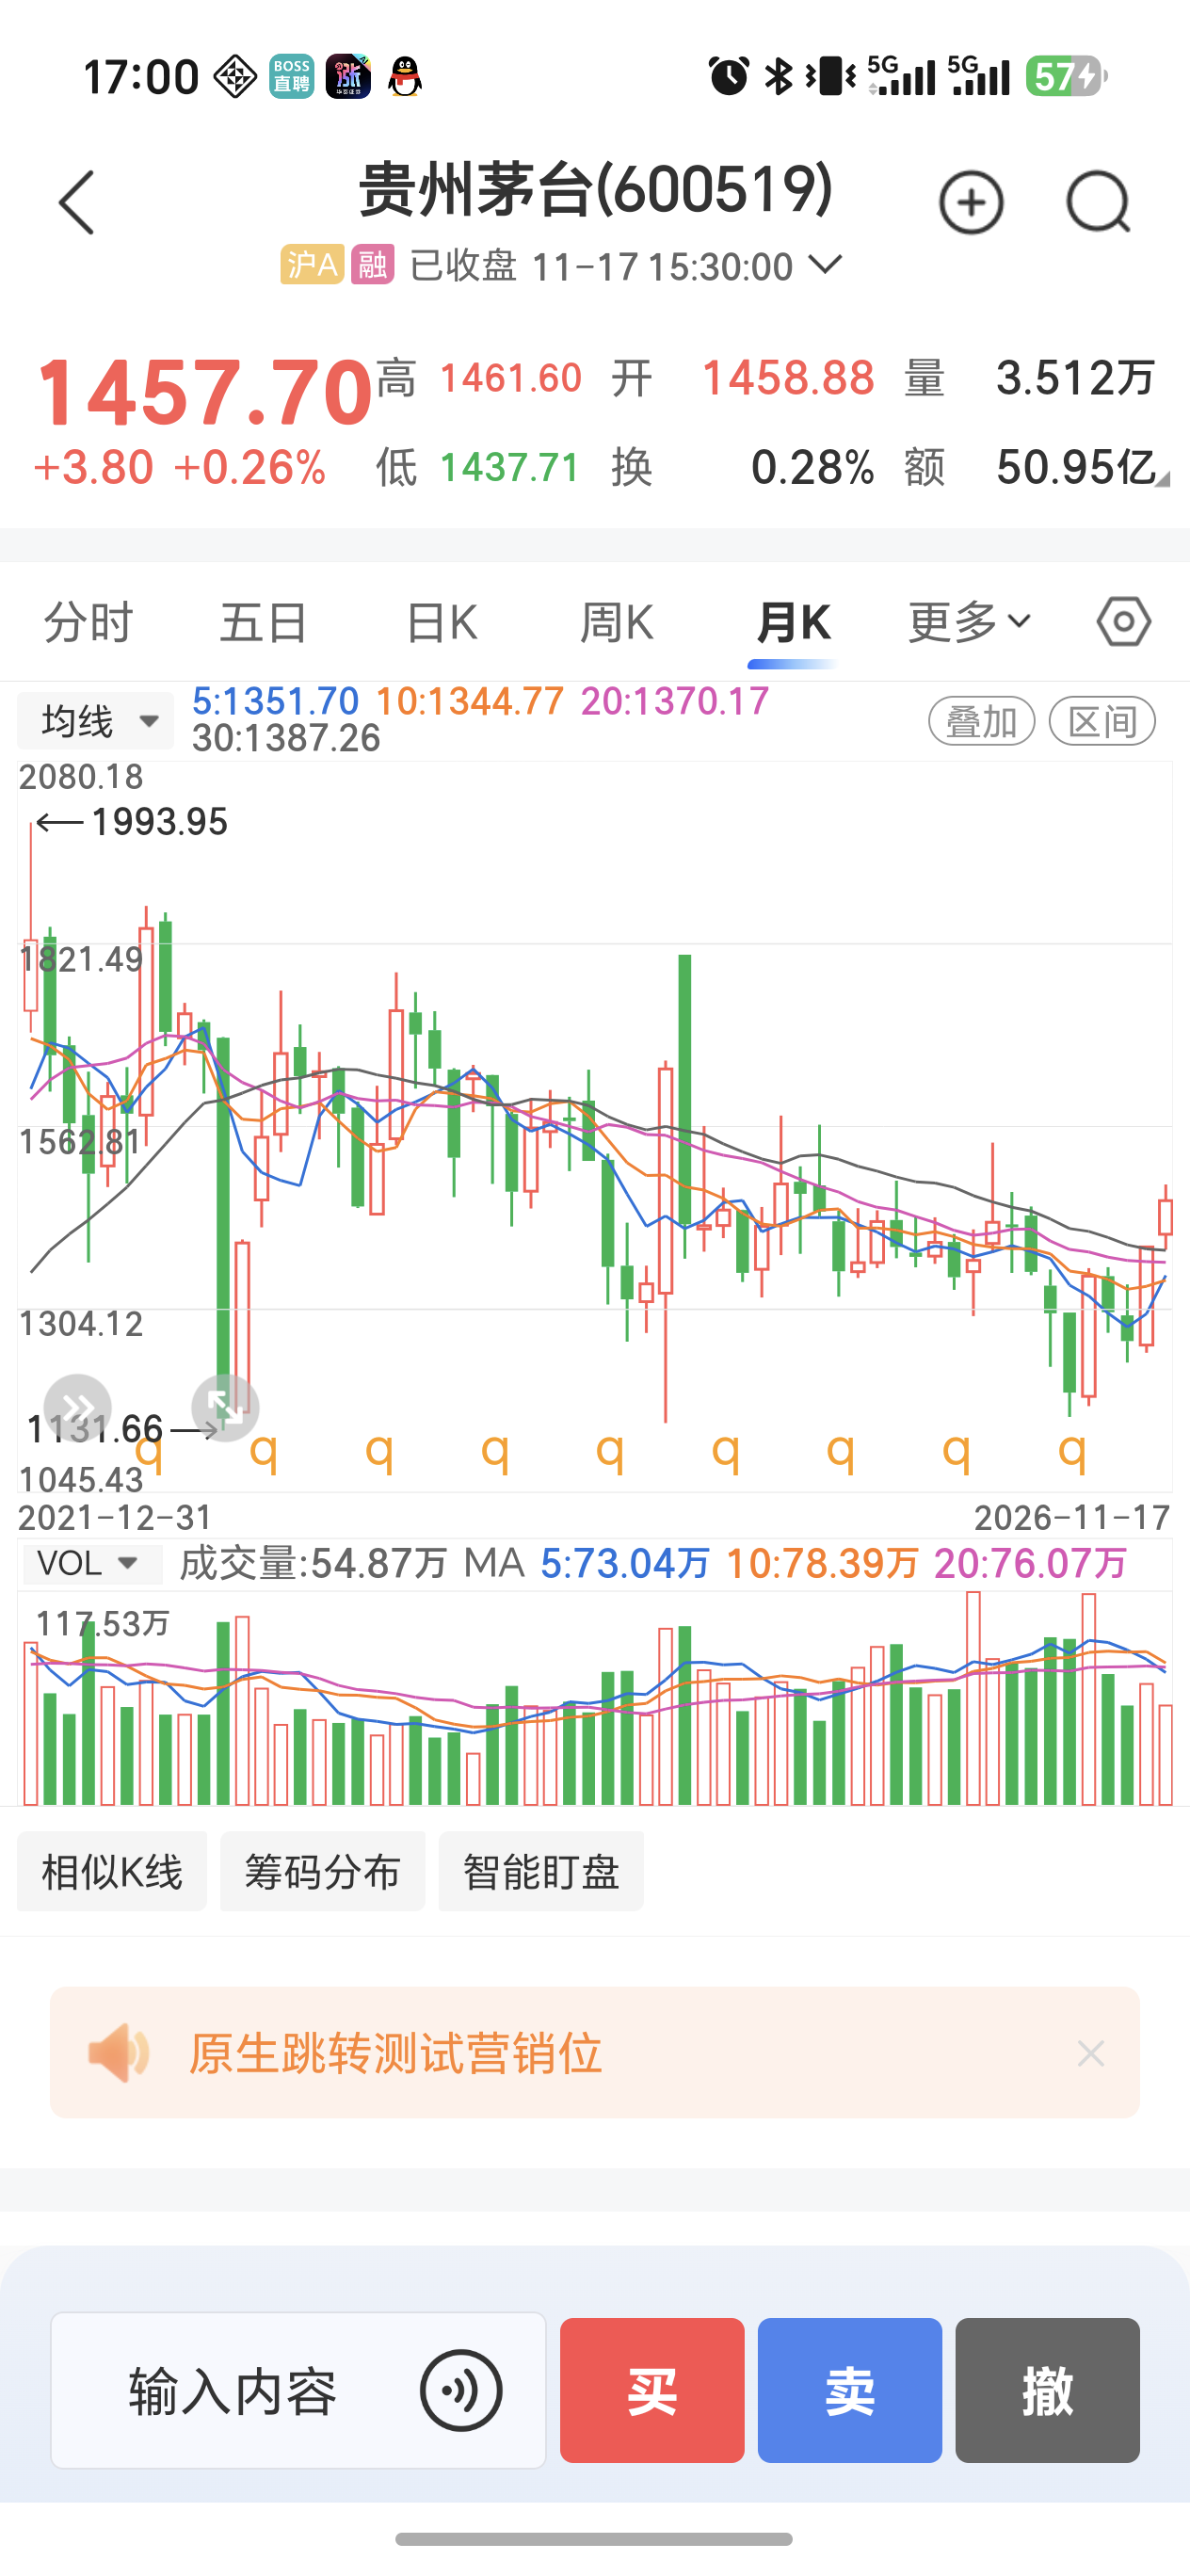 17:00 BOSS直聘 涨 5G 5G 57
贵州茅台(600519)
沪A 融 已收盘 11-17 15:30:00
1457.70 高 1461.60 开 1458.88 量 3.512万
+3.80 +0.26% 低 1437.71 换 0.28% 额 50.95亿
分时 五日 日K 周K 月K 更多
均线 5:1351.70 10:1344.77 20:1370.17
30:1387.26
叠加 区间
2080.18
1993.95
1821.49
1562.81
1304.12
1131.66
q q q q q q q q q
1045.43
2021-12-31 2026-11-17
VOL 成交量:54.87万 MA 5:73.04万 10:78.39万 20:76.07万
117.53万
相似K线 筹码分布 智能盯盘
原生跳转测试营销位
输入内容 买 卖 撤